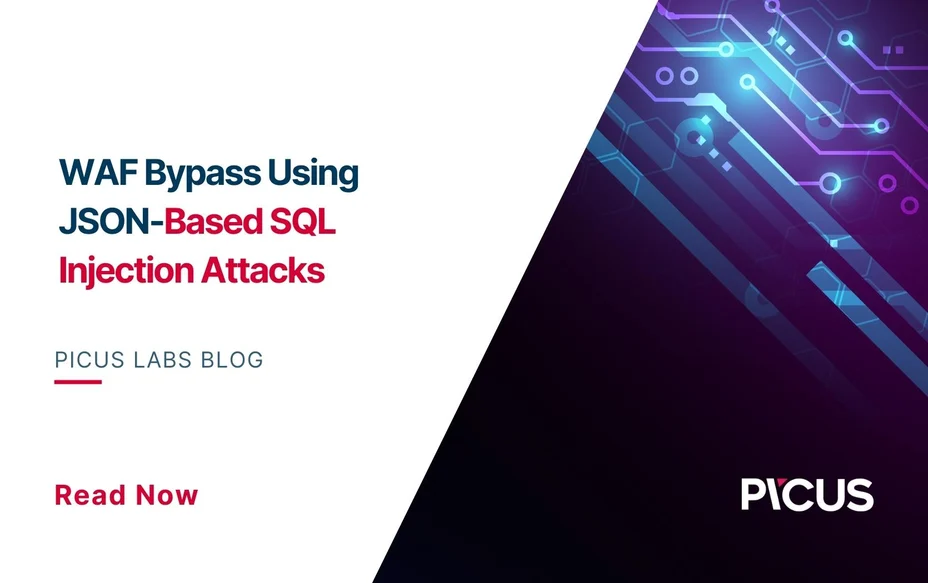 WAF Bypass Using
JSON-Based SQL
Injection Attacks
PICUS LABS BLOG
Read Now
PICUS